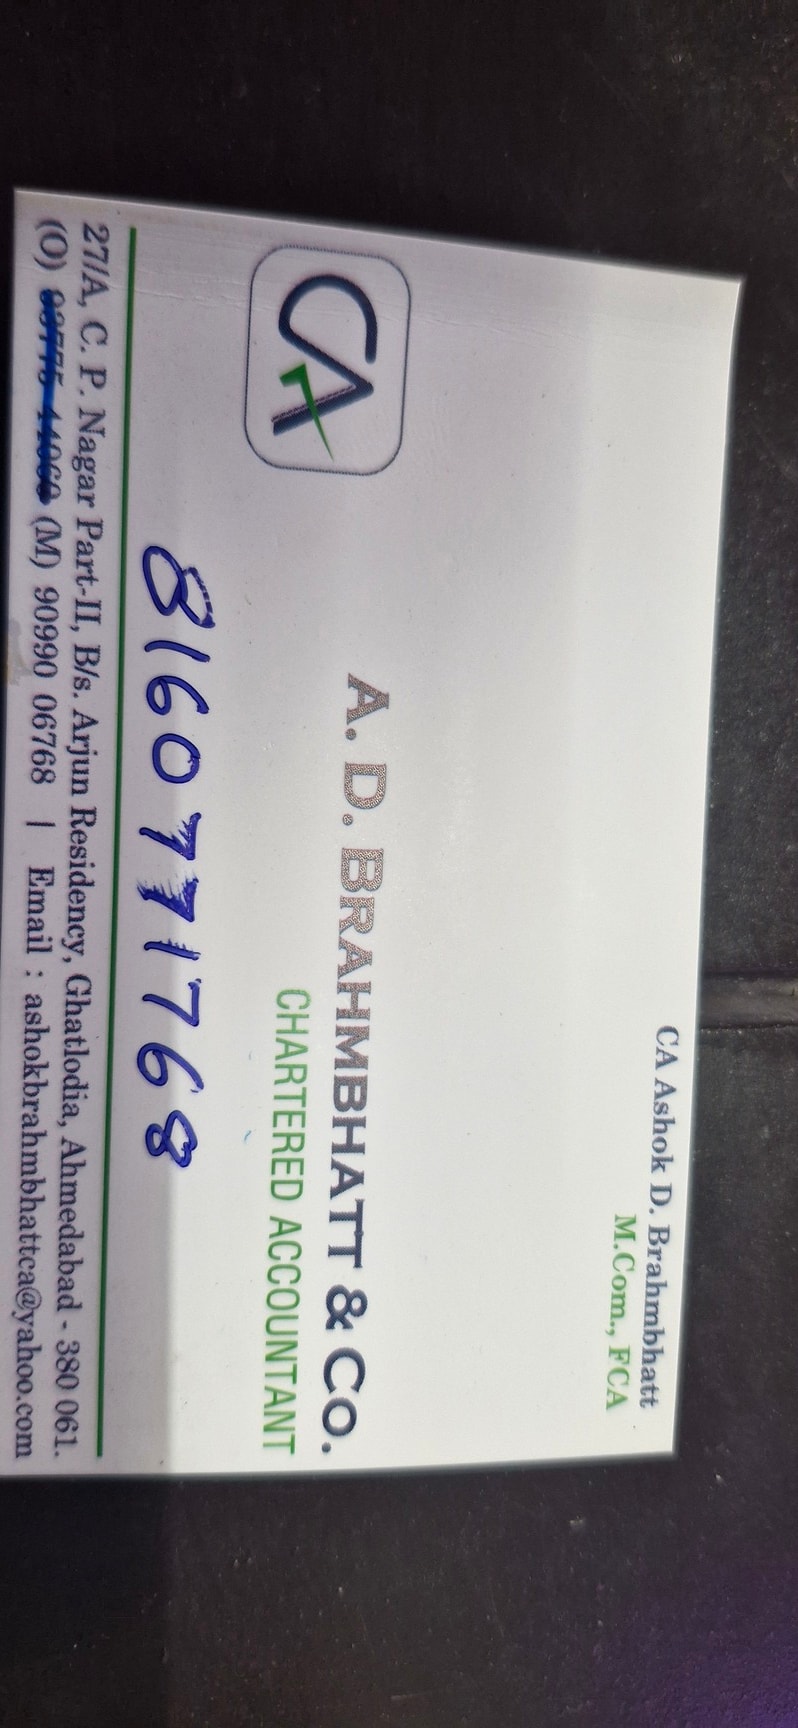 CA Ashok D. Brahmbhatt
M.Com., FCA
CA
A. D. BRAHMBHATT & CO.
CHARTERED ACCOUNTANT
8160771768
27/A, C. P. Nagar Part-II, B/s. Arjun Residency, Ghatlodia, Ahmedabad - 380 061.
(O) (M) 90990 06768 | Email : ashokbrahmbhattca@yahoo.com